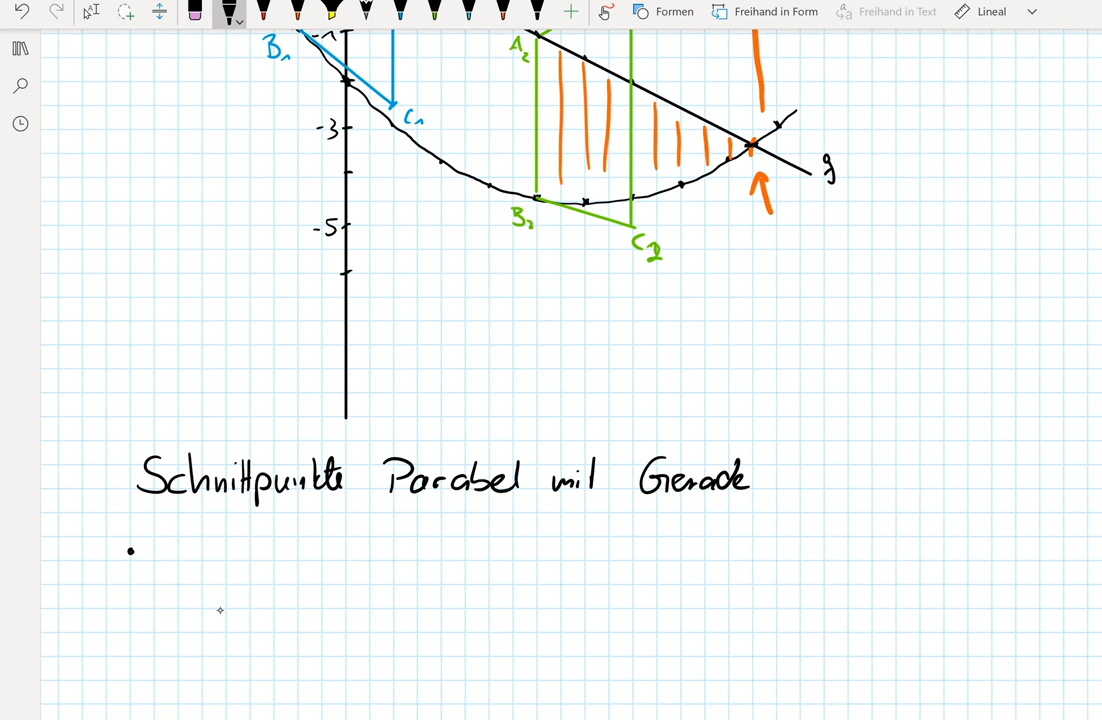 Formen Freihand in Form Freihand in Text Lineal
-1
B₁
A₂
C₁
-3
g
B₂
-5
C₂
Schnittpunkte Parabel mit Gerade